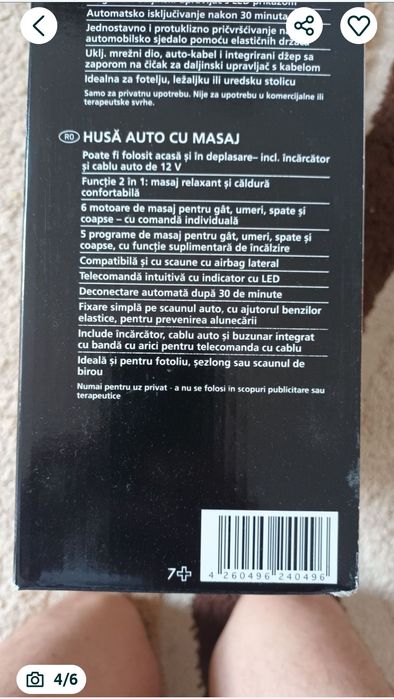 Automatsko isključivanje nakon 30 minuta
Jednostavno i protuklizno pričvršćivanje na
automobilsko sjedalo pomoću elastičnih držača
Uklj. mrežni dio, auto-kabel i integrirani džep sa
zaporom na čičak za daljinski upravljač s kabelom
Idealna za fotelju, ležaljku ili uredsku stolicu
Samo za privatnu upotrebu. Nije za upotrebu u komercijalne ili
terapeutske svrhe.
RO HUSĂ AUTO CU MASAJ
Poate fi folosit acasă și în deplasare– incl. încărcător
și cablu auto de 12 V
Funcție 2 în 1: masaj relaxant și căldură
confortabilă
6 motoare de masaj pentru gât, umeri, spate și
coapse – cu comandă individuală
5 programe de masaj pentru gât, umeri, spate și
coapse, cu funcție suplimentară de încălzire
Compatibilă și cu scaune cu airbag lateral
Telecomandă intuitivă cu indicator cu LED
Deconectare automată după 30 de minute
Fixare simplă pe scaunul auto, cu ajutorul benzilor
elastice, pentru prevenirea alunecării
Include încărcător, cablu auto și buzunar integrat
cu bandă cu arici pentru telecomanda cu cablu
Ideală și pentru fotoliu, șezlong sau scaunul de
birou
Numai pentru uz privat - a nu se folosi in scopuri publicitare sau
terapeutice
7+
4 260496 240496
4/6